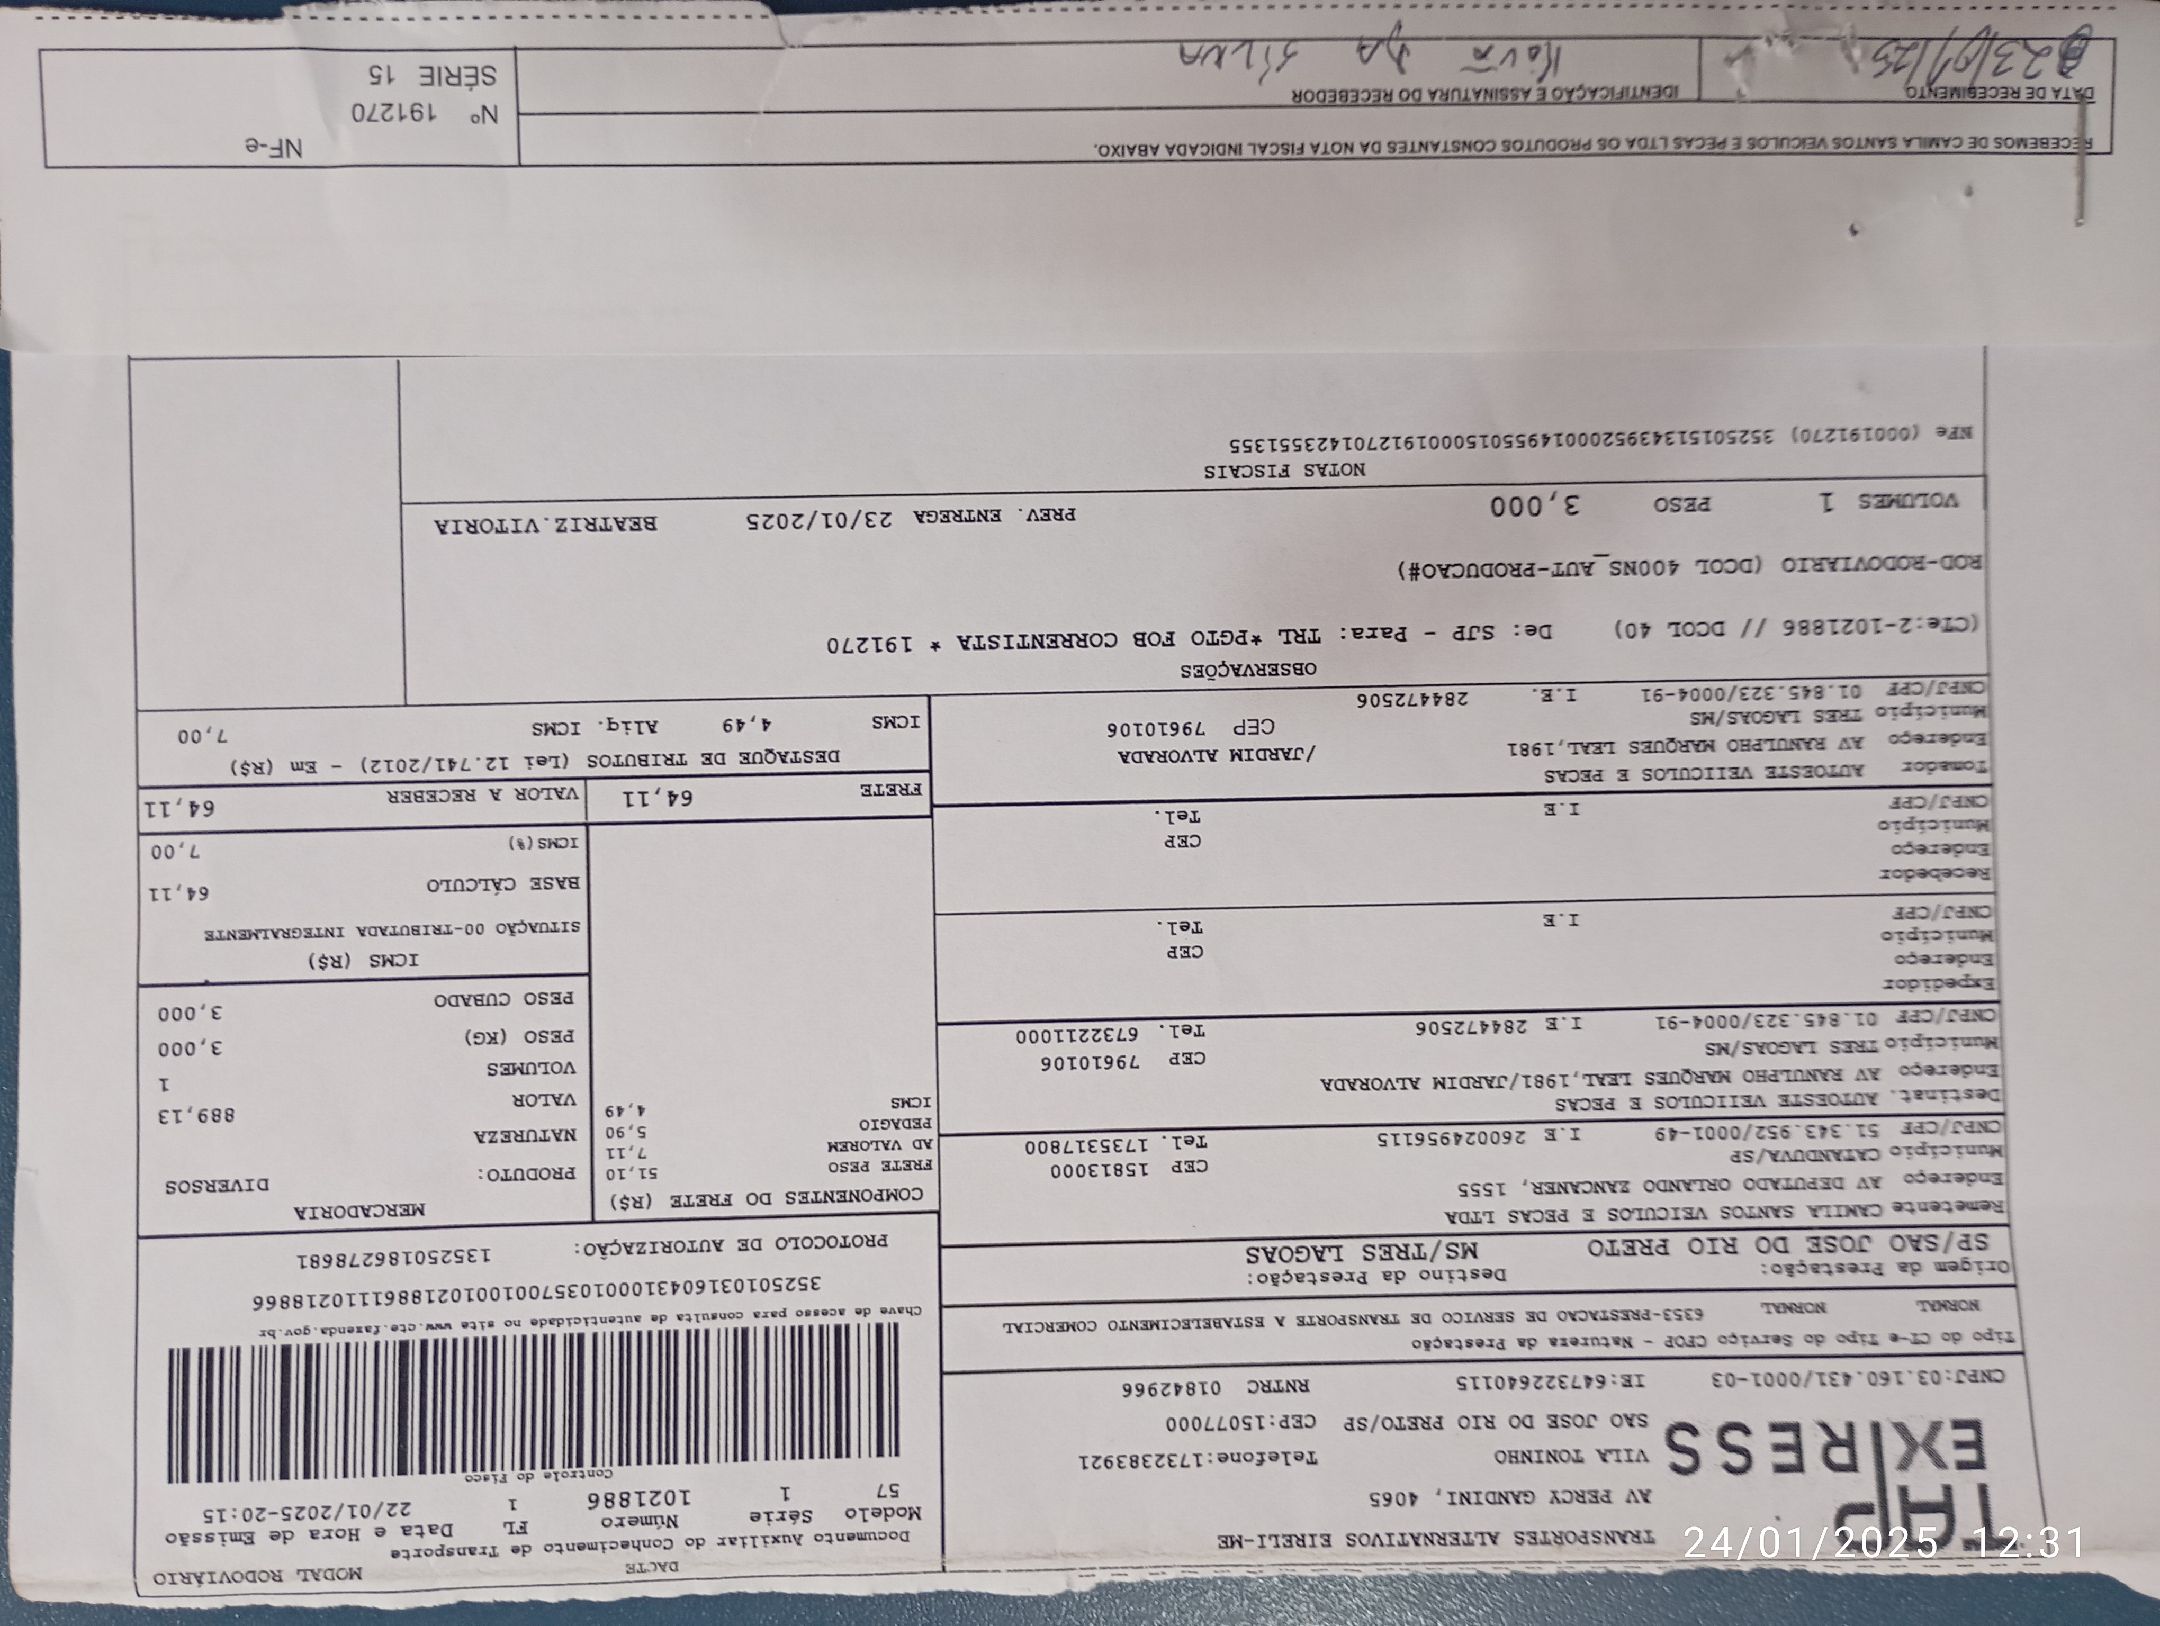 TAP EXPRESS
TRANSPORTES ALTERNATIVOS EIRELI-ME
AV PERCY GANDINI, 4065
VILA TONINHO Telefone:1732383921
SAO JOSE DO RIO PRETO/SP CEP:15077000
CNPJ:03.160.431/0001-03 IE:647322640115 RNTRC 01842966
DACTE MODAL RODOVIÁRIO
Documento Auxiliar do Conhecimento de Transporte
Modelo Série Número FL Data e Hora de Emissão
57 1 1021886 1 22/01/2025-20:15
Controle do Fisco
Chave de acesso para consulta de autenticidade no site www.cte.fazenda.gov.br
35250103160431000103570010010218861110218866
PROTOCOLO DE AUTORIZAÇÃO: 135250186278681
Tipo do CT-e Tipo do Serviço CFOP - Natureza da Prestação
NORMAL NORMAL 6353-PRESTACAO DE SERVICO DE TRANSPORTE A ESTABELECIMENTO COMERCIAL
Origem da Prestação: Destino da Prestação:
SP/SAO JOSE DO RIO PRETO MS/TRES LAGOAS
Remetente CAMILA SANTOS VEICULOS E PECAS LTDA
Endereço AV DEPUTADO ORLANDO ZANCANER, 1555
Município CATANDUVA/SP CEP 15813000
CNPJ/CPF 51.343.952/0001-49 I.E 260024956115 Tel. 1735317800
Destinat. AUTOESTE VEIICULOS E PECAS
Endereço AV RANULPHO MARQUES LEAL,1981/JARDIM ALVORADA
Município TRES LAGOAS/MS CEP 79610106
CNPJ/CPF 01.845.323/0004-91 I.E 284472506 Tel. 6732211000
Expedidor
Endereço
Município CEP
CNPJ/CPF I.E Tel.
Recebedor
Endereço
Município CEP
CNPJ/CPF I.E Tel.
Tomador AUTOESTE VEIICULOS E PECAS
Endereço AV RANULPHO MARQUES LEAL,1981 /JARDIM ALVORADA
Município TRES LAGOAS/MS CEP 79610106
CNPJ/CPF 01.845.323/0004-91 I.E. 284472506
COMPONENTES DO FRETE (R$)
FRETE PESO 51,10
AD VALOREM 7,11
PEDAGIO 5,90
ICMS 4,49
MERCADORIA
PRODUTO: DIVERSOS
NATUREZA
VALOR 889,13
VOLUMES 1
PESO (KG) 3,000
PESO CUBADO 3,000
ICMS (R$)
SITUAÇÃO 00-TRIBUTADA INTEGRALMENTE
BASE CÁLCULO 64,11
ICMS(%) 7,00
FRETE 64,11 VALOR A RECEBER 64,11
DESTAQUE DE TRIBUTOS (Lei 12.741/2012) - Em (R$)
ICMS 4,49 Aliq. ICMS 7,00
OBSERVAÇÕES
(CTe:2-1021886 // DCOL 40) De: SJP - Para: TRL *PGTO FOB CORRENTISTA * 191270
ROD-RODOVIARIO (DCOL 400NS_AUT-PRODUCAO#)
VOLUMES 1 PESO 3,000 PREV. ENTREGA 23/01/2025 BEATRIZ.VITTORIA
NOTAS FISCAIS
NFe (000191270) 35250151343952000149550150001912701423551355
RECEBEMOS DE CAMILA SANTOS VEICULOS E PECAS LTDA OS PRODUTOS CONSTANTES DA NOTA FISCAL INDICADA ABAIXO.
DATA DE RECEBIMENTO IDENTIFICAÇÃO E ASSINATURA DO RECEBEDOR
23/01/25 DA SILVA
NF-e
Nº 191270
SÉRIE 15
24/01/2025 12:31